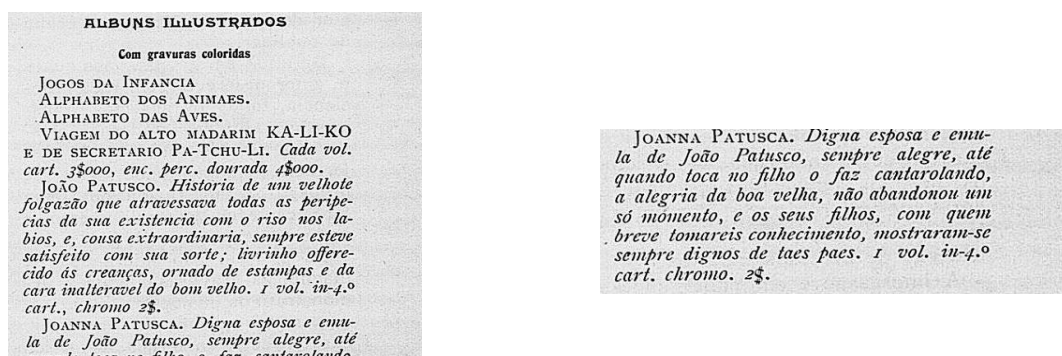 ALBUNS ILLUSTRADOS
Com gravuras coloridas
JOGOS DA INFANCIA
ALPHABETO DOS ANIMAES.
ALPHABETO DAS AVES.
VIAGEM DO ALTO MADARIM KA-LI-KO
E DE SECRETARIO PA-TCHU-LI. Cada vol.
cart. 3$000, enc. perc. dourada 4$000.
JOÃO PATUSCO. Historia de um velhote
folgazão que atravessava todas as peripe-
cias da sua existencia com o riso nos la-
bios, e, cousa extraordinaria, sempre esteve
satisfeito com sua sorte; livrinho offere-
cido ás creanças, ornado de estampas e da
cara inalteravel do bom velho. 1 vol. in-4.º
cart., chromo 2$.
JOANNA PATUSCA. Digna esposa e emu-
la de João Patusco, sempre alegre, até
quando toca no filho o faz cantarolando,
JOANNA PATUSCA. Digna esposa e emu-
la de João Patusco, sempre alegre, até
quando toca no filho o faz cantarolando,
a alegria da boa velha, não abandonou um
só mómento, e os seus filhos, com quem
breve tomareis conhecimento, mostraram-se
sempre dignos de taes paes. 1 vol. in-4.º
cart. chromo. 2$.